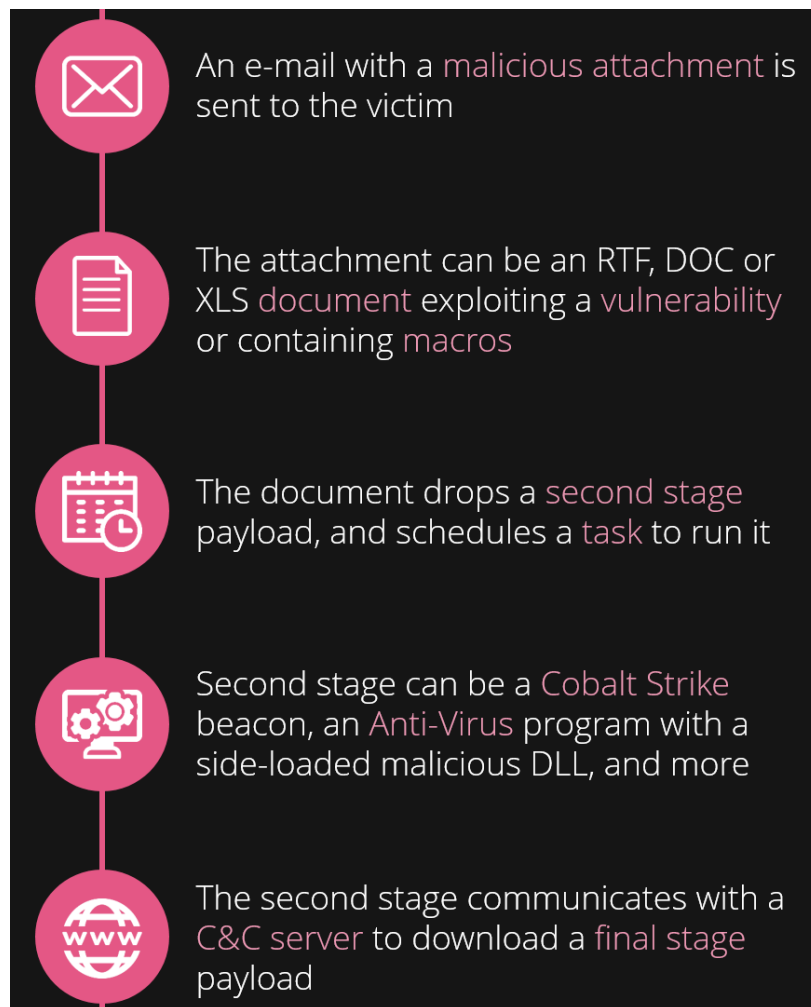 An e-mail with a malicious attachment is
sent to the victim
The attachment can be an RTF, DOC or
XLS document exploiting a vulnerability
or containing macros
The document drops a second stage
payload, and schedules a task to run it
Second stage can be a Cobalt Strike
beacon, an Anti-Virus program with a
side-loaded malicious DLL, and more
www
The second stage communicates with a
C&C server to download a final stage
payload